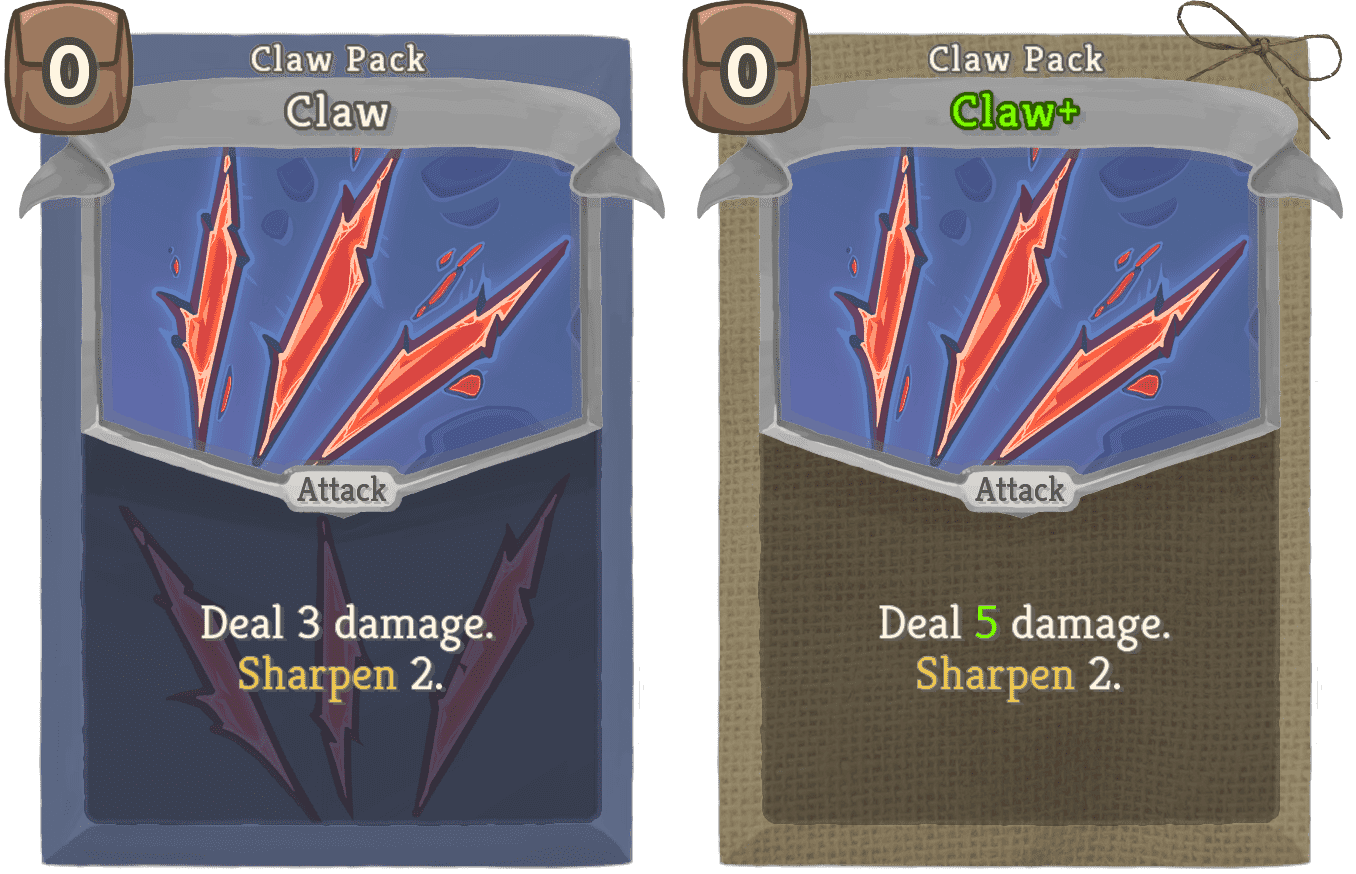 0
Claw Pack
Claw
Attack
Deal 3 damage.
Sharpen 2.
0
Claw Pack
Claw+
Attack
Deal 5 damage.
Sharpen 2.